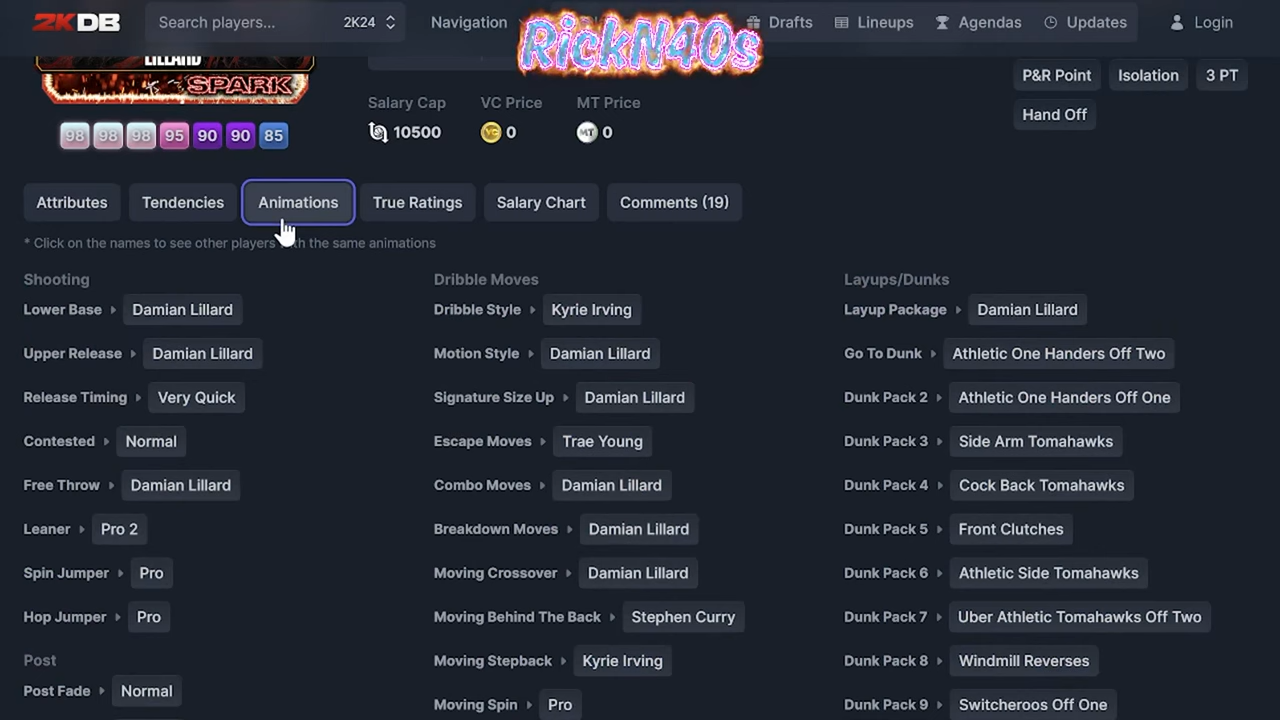 2KDB
Search players...
2K24
Navigation
RickN40s
Drafts
Lineups
Agendas
Updates
Login
LILLARD
SPARK
98 98 98 95 90 90 85
Salary Cap
10500
VC Price
VC 0
MT Price
MT 0
P&R Point
Isolation
3 PT
Hand Off
Attributes
Tendencies
Animations
True Ratings
Salary Chart
Comments (19)
* Click on the names to see other players with the same animations
Shooting
Lower Base Damian Lillard
Upper Release Damian Lillard
Release Timing Very Quick
Contested Normal
Free Throw Damian Lillard
Leaner Pro 2
Spin Jumper Pro
Hop Jumper Pro
Post
Post Fade Normal
Dribble Moves
Dribble Style Kyrie Irving
Motion Style Damian Lillard
Signature Size Up Damian Lillard
Escape Moves Trae Young
Combo Moves Damian Lillard
Breakdown Moves Damian Lillard
Moving Crossover Damian Lillard
Moving Behind The Back Stephen Curry
Moving Stepback Kyrie Irving
Moving Spin Pro
Layups/Dunks
Layup Package Damian Lillard
Go To Dunk Athletic One Handers Off Two
Dunk Pack 2 Athletic One Handers Off One
Dunk Pack 3 Side Arm Tomahawks
Dunk Pack 4 Cock Back Tomahawks
Dunk Pack 5 Front Clutches
Dunk Pack 6 Athletic Side Tomahawks
Dunk Pack 7 Uber Athletic Tomahawks Off Two
Dunk Pack 8 Windmill Reverses
Dunk Pack 9 Switcheroos Off One